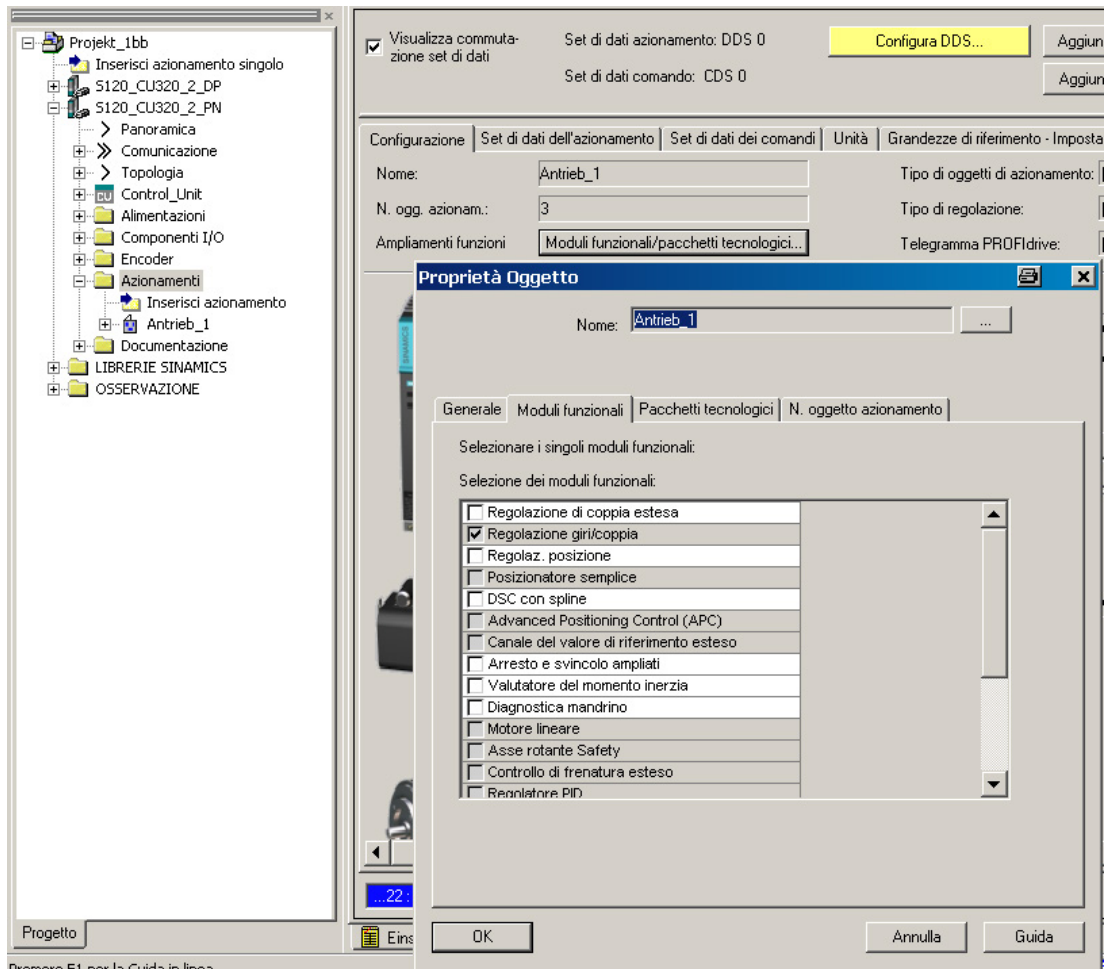 Projekt_1bb
Inserisci azionamento singolo
S120_CU320_2_DP
S120_CU320_2_PN
Panoramica
Comunicazione
Topologia
Control_Unit
Alimentazioni
Componenti I/O
Encoder
Azionamenti
Inserisci azionamento
Antrieb_1
Documentazione
LIBRERIE SINAMICS
OSSERVAZIONE
Progetto
Premere F1 per la Guida in linea
Visualizza commuta-
zione set di dati
Set di dati azionamento: DDS 0
Configura DDS...
Aggiun
Set di dati comando: CDS 0
Aggiun
Configurazione Set di dati dell'azionamento Set di dati dei comandi Unità Grandezze di riferimento - Imposta
Nome: Antrieb_1 Tipo di oggetti di azionamento:
N. ogg. azionam.: 3 Tipo di regolazione:
Ampliamenti funzioni Moduli funzionali/pacchetti tecnologici... Telegramma PROFIdrive:
SINAMICS
Proprietà Oggetto
Nome: Antrieb_1 ...
Generale Moduli funzionali Pacchetti tecnologici N. oggetto azionamento
Selezionare i singoli moduli funzionali:
Selezione dei moduli funzionali:
Regolazione di coppia estesa
Regolazione giri/coppia
Regolaz. posizione
Posizionatore semplice
DSC con spline
Advanced Positioning Control (APC)
Canale del valore di riferimento esteso
Arresto e svincolo ampliati
Valutatore del momento inerzia
Diagnostica mandrino
Motore lineare
Asse rotante Safety
Controllo di frenatura esteso
Regolatore PID
...22:
Eins
OK Annulla Guida